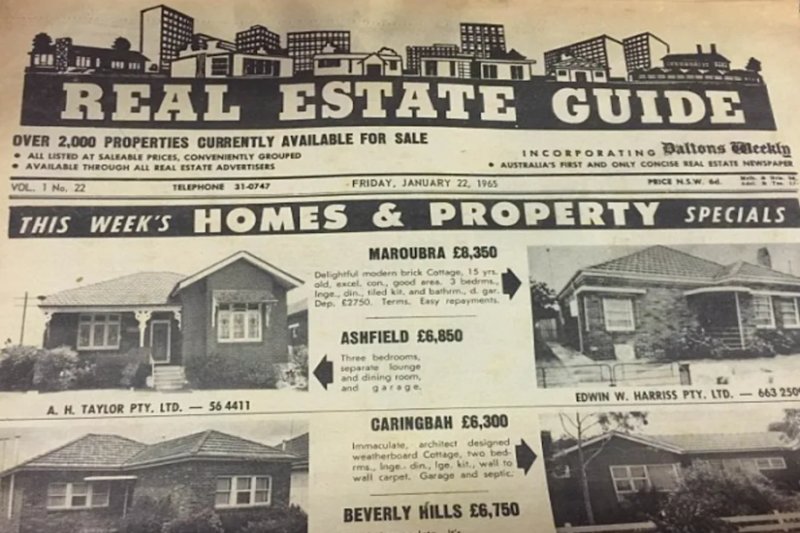 REAL ESTATE GUIDE
OVER 2,000 PROPERTIES CURRENTLY AVAILABLE FOR SALE
• ALL LISTED AT SALEABLE PRICES, CONVENIENTLY GROUPED
• AVAILABLE THROUGH ALL REAL ESTATE ADVERTISERS
INCORPORATING Daltons Weekly
• AUSTRALIA'S FIRST AND ONLY CONCISE REAL ESTATE NEWSPAPER
VOL. 1 No. 22 TELEPHONE 31-0747 FRIDAY, JANUARY 22, 1965 PRICE N.S.W. 6d.
THIS WEEK'S HOMES & PROPERTY SPECIALS
MAROUBRA £8,350
Delightful modern brick Cottage, 15 yrs.
old, excel. con., good area. 3 bedrms.,
lnge., din., tiled kit. and bathrm., d. gar.
Dep. £2750. Terms. Easy repayments.
ASHFIELD £6,850
Three bedrooms,
separate lounge
and dining room,
and garage.
A. H. TAYLOR PTY. LTD. — 56 4411
EDWIN W. HARRISS PTY. LTD. — 663 250
CARINGBAH £6,300
Immaculate, architect designed
weatherboard Cottage, two bed-
rms., lnge.. din., lge. kit., wall to
wall carpet. Garage and septic.
BEVERLY HILLS £6,750